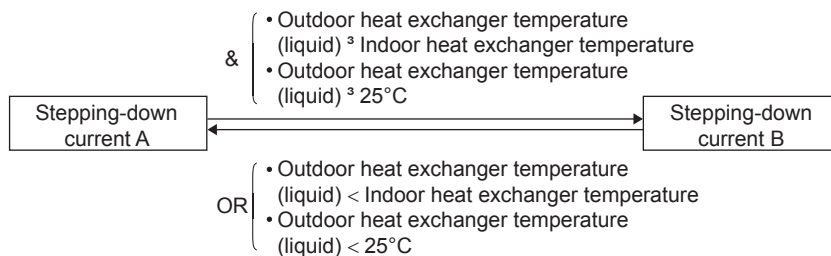 • Outdoor heat exchanger temperature
(liquid) ³ Indoor heat exchanger temperature
&
• Outdoor heat exchanger temperature
(liquid) ³ 25°C
Stepping-down
current A
Stepping-down
current B
• Outdoor heat exchanger temperature
(liquid) < Indoor heat exchanger temperature
OR
• Outdoor heat exchanger temperature
(liquid) < 25°C